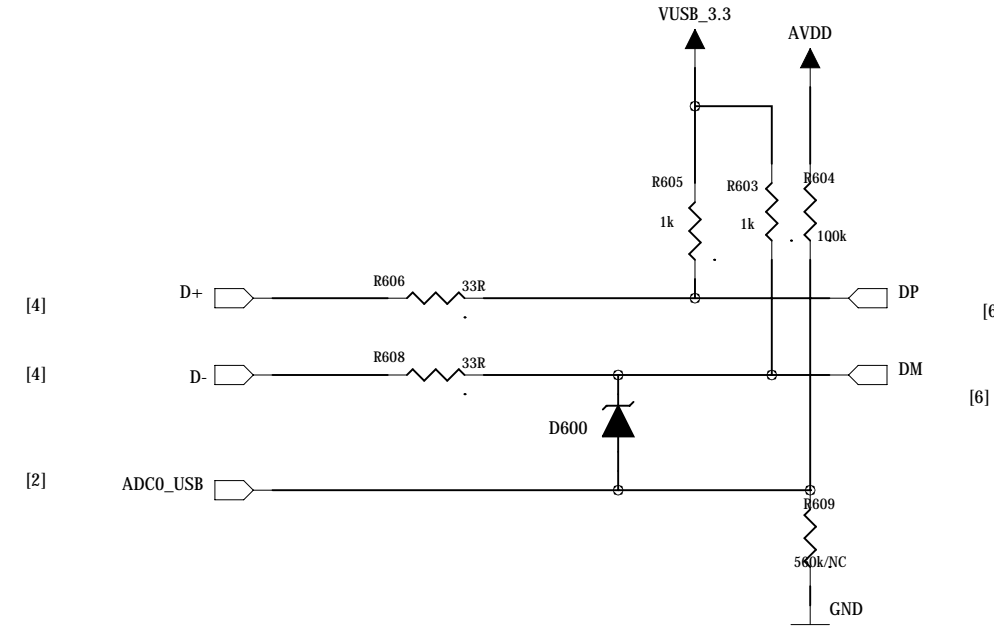 VUSB_3.3
AVDD
R605
R603
R604
1k
1k
100k
R606
33R
D+
DP
[4]
[6
R608
33R
[4]
D-
DM
[6]
D600
[2]
ADC0_USB
R609
560k/NC
GND